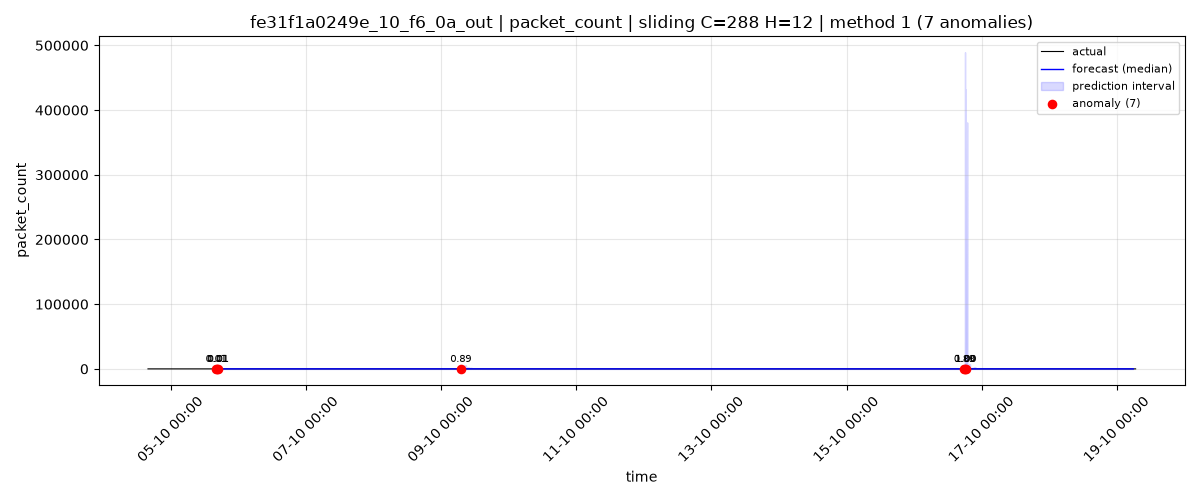 fe31f1a0249e_10_f6_0a_out | packet_count | sliding C=288 H=12 | method 1 (7 anomalies)
packet_count
500000
400000
300000
200000
100000
0
actual
forecast (median)
prediction interval
anomaly (7)
0.89
05-10 00:00
07-10 00:00
09-10 00:00
11-10 00:00
13-10 00:00
15-10 00:00
17-10 00:00
19-10 00:00
time